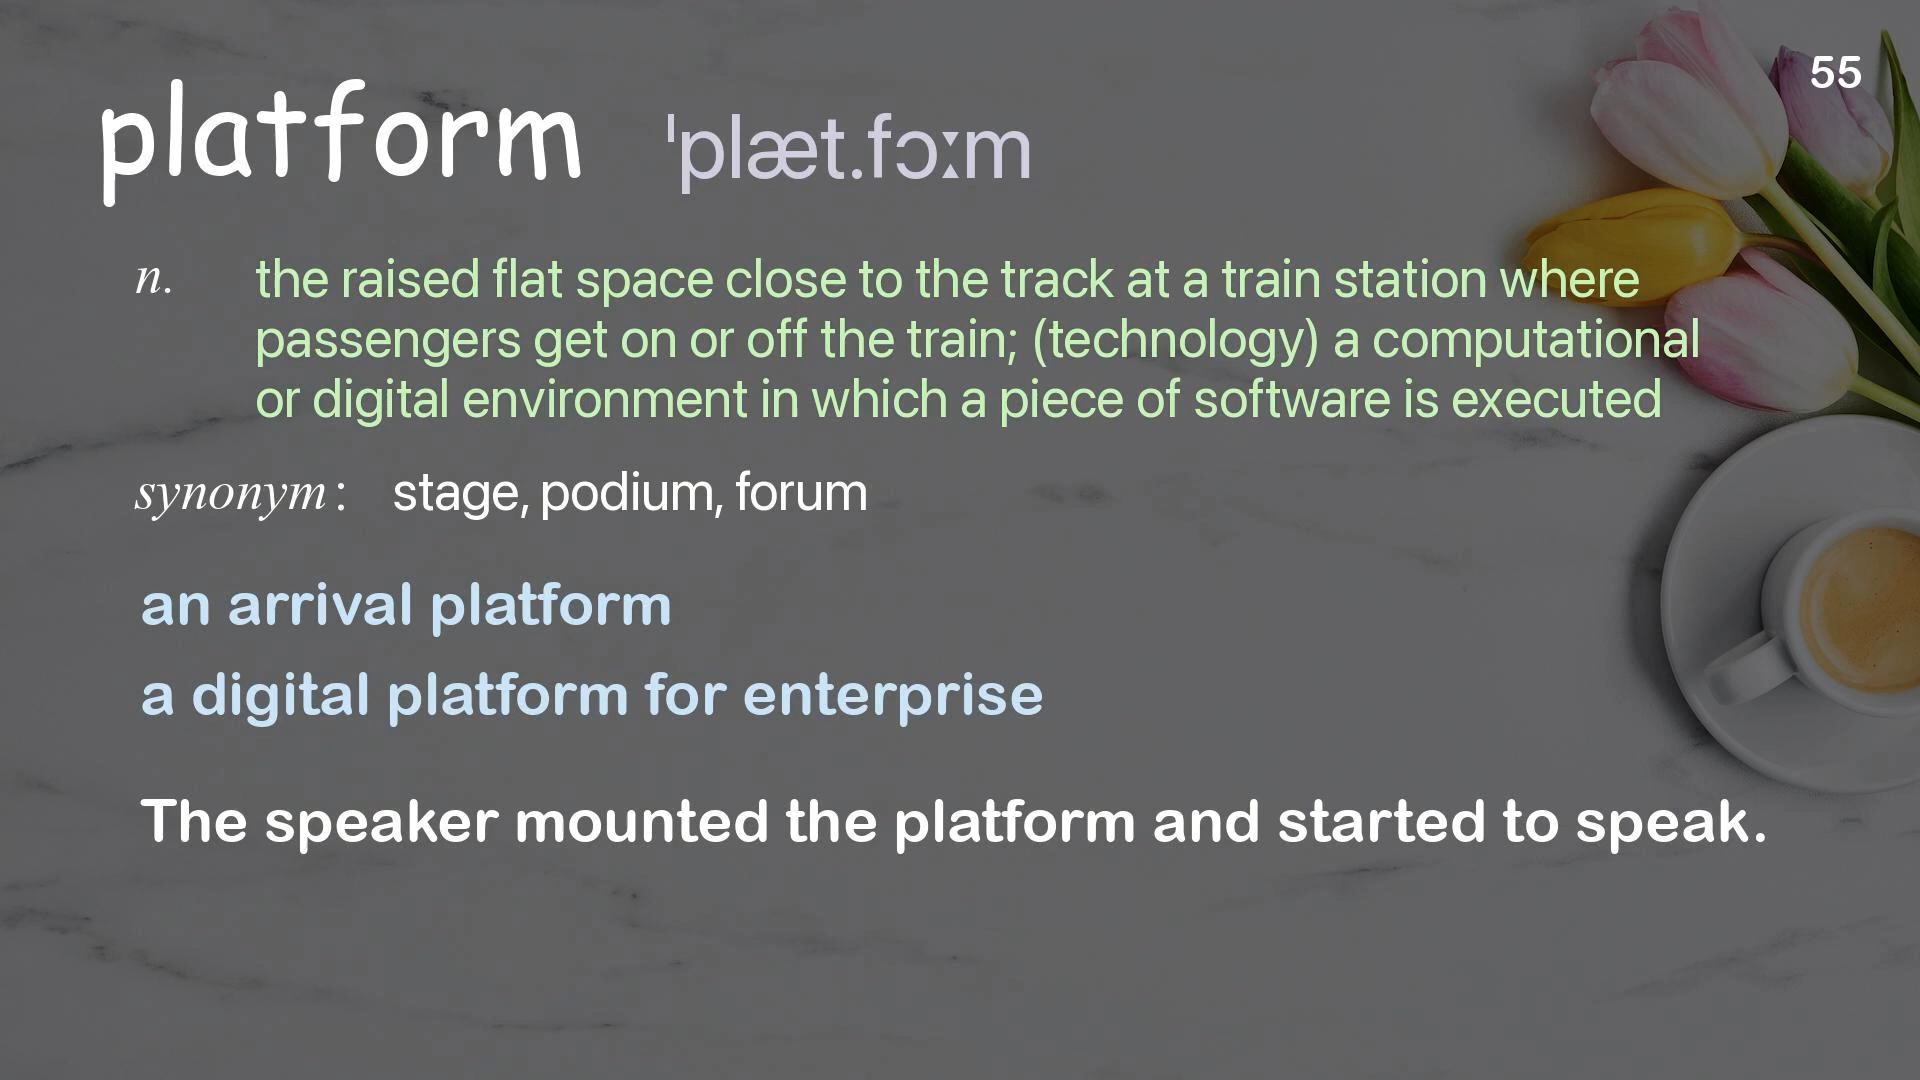 55
platform ˈplæt.fɔːm
n. the raised flat space close to the track at a train station where
passengers get on or off the train; (technology) a computational
or digital environment in which a piece of software is executed
synonym: stage, podium, forum
an arrival platform
a digital platform for enterprise
The speaker mounted the platform and started to speak.